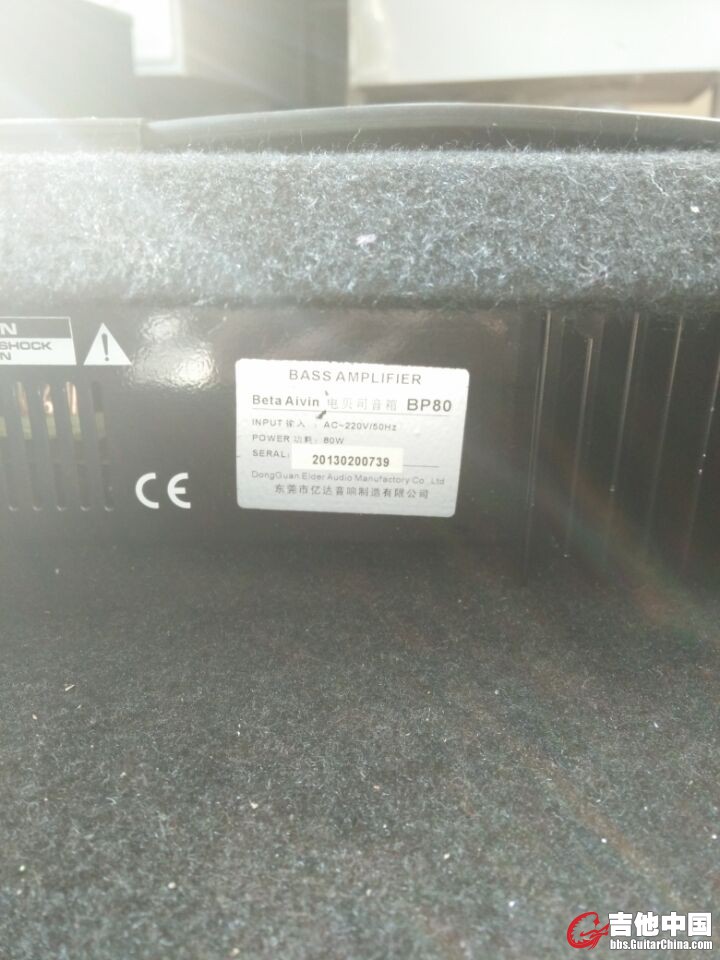 N
SHOCK
N
BASS AMPLIFIER
Beta Aivin 电贝司音箱 BP80
INPUT 输入 : AC~220V/50Hz
POWER 功耗: 80W
SERAL: 20130200739
DongGuan Elder Audio Manufactory Co.,Ltd
东莞市亿达音响制造有限公司
CE
吉他中国
bbs.GuitarChina.com